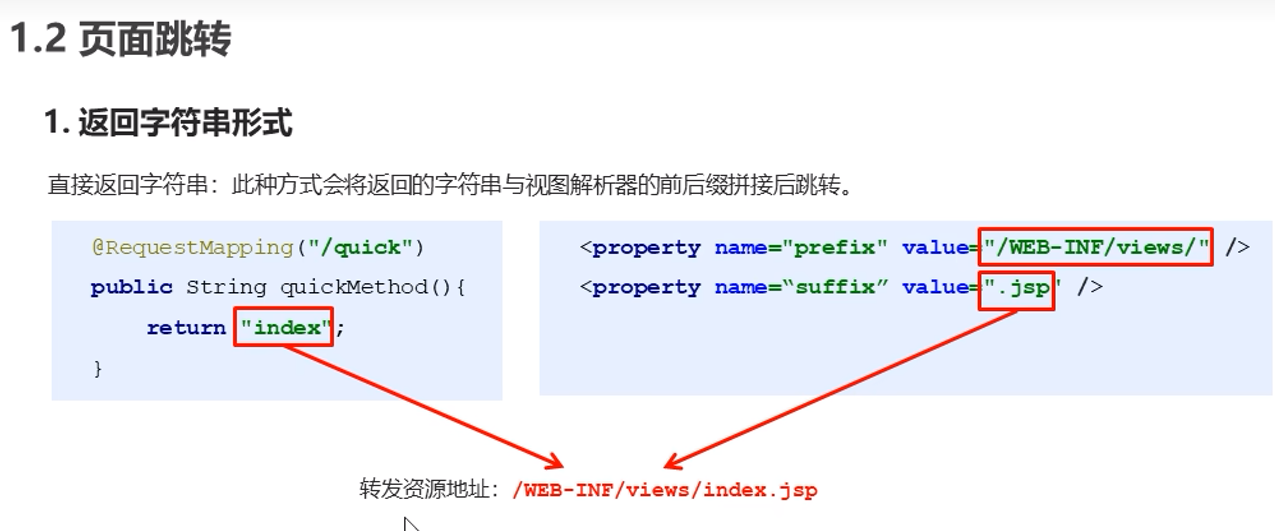 1.2 页面跳转
1. 返回字符串形式
直接返回字符串：此种方式会将返回的字符串与视图解析器的前后缀拼接后跳转。
@RequestMapping("/quick")
public String quickMethod(){
return "index";
}
<property name="prefix" value="/WEB-INF/views/" />
<property name=“suffix” value=".jsp" />
转发资源地址：/WEB-INF/views/index.jsp